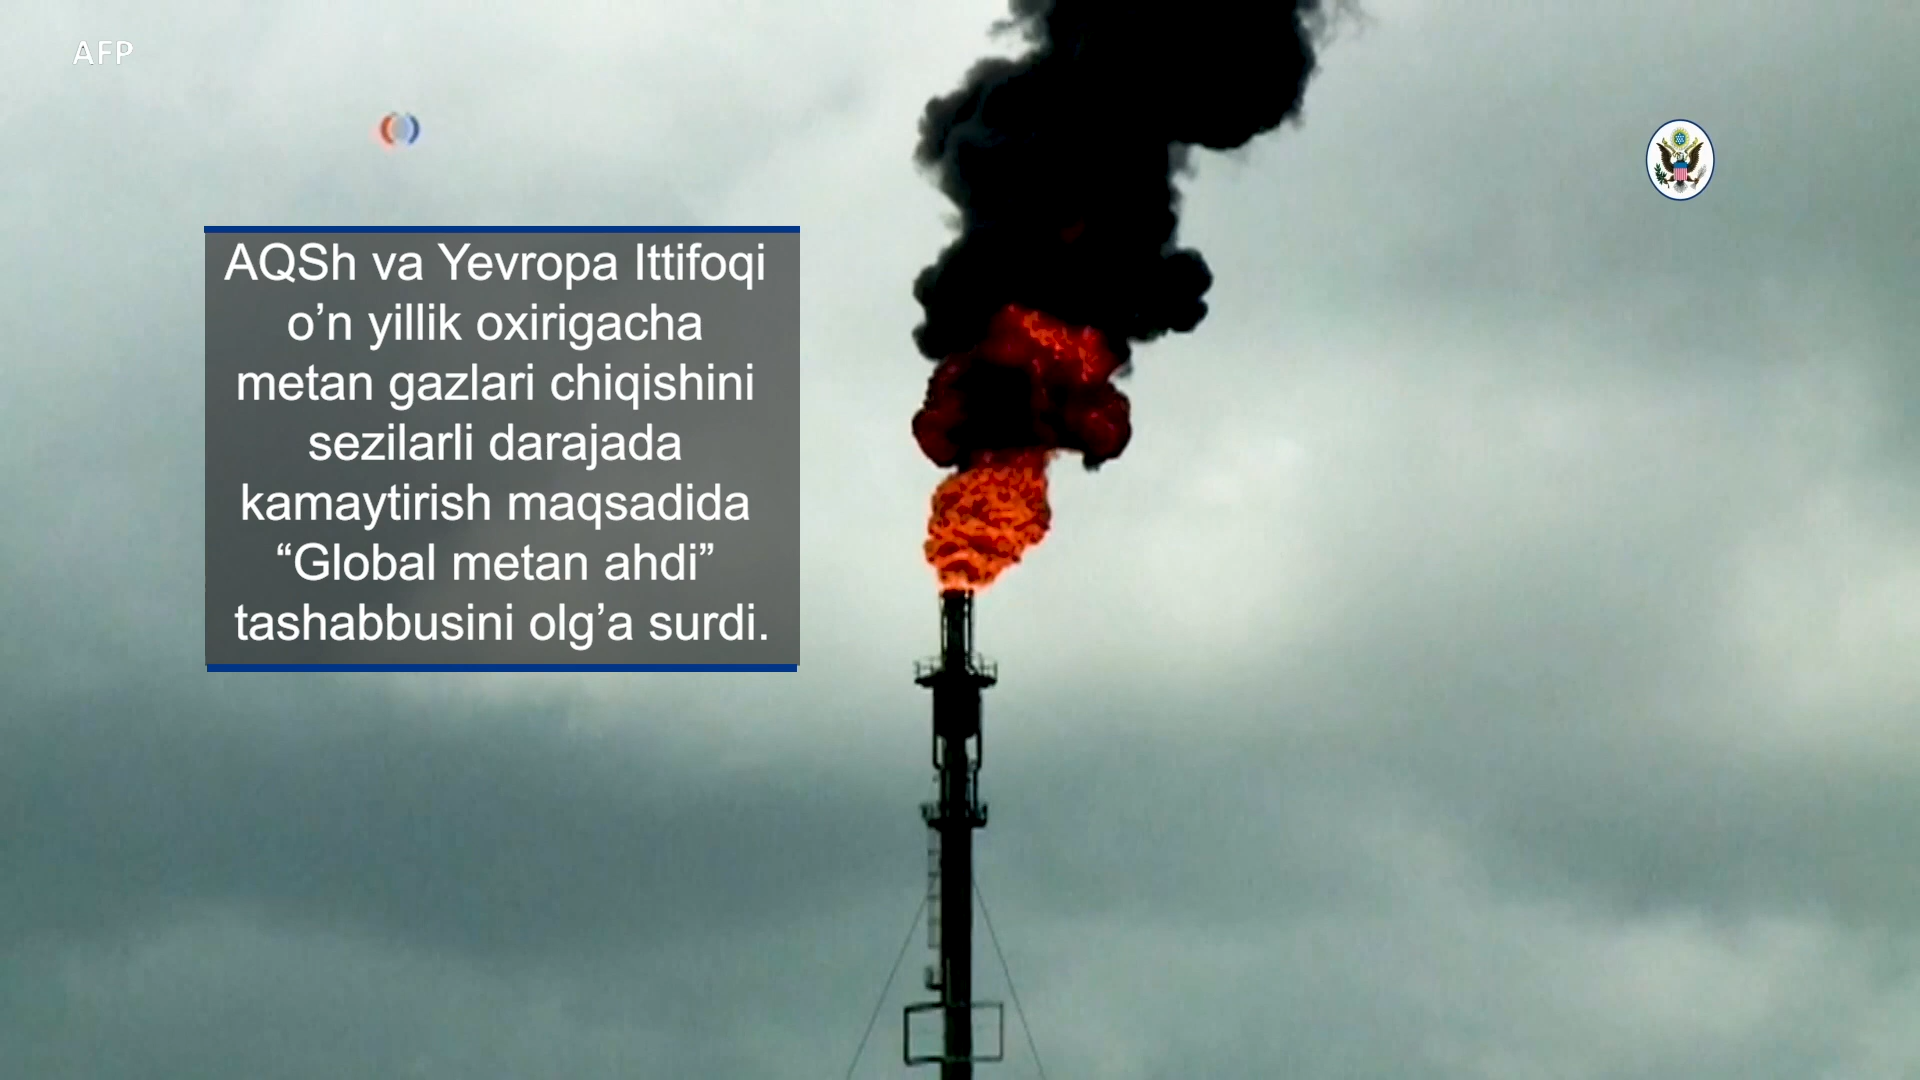 AFP
AQSh va Yevropa Ittifoqi
o’n yillik oxirigacha
metan gazlari chiqishini
sezilarli darajada
kamaytirish maqsadida
“Global metan ahdi”
tashabbusini olg’a surdi.